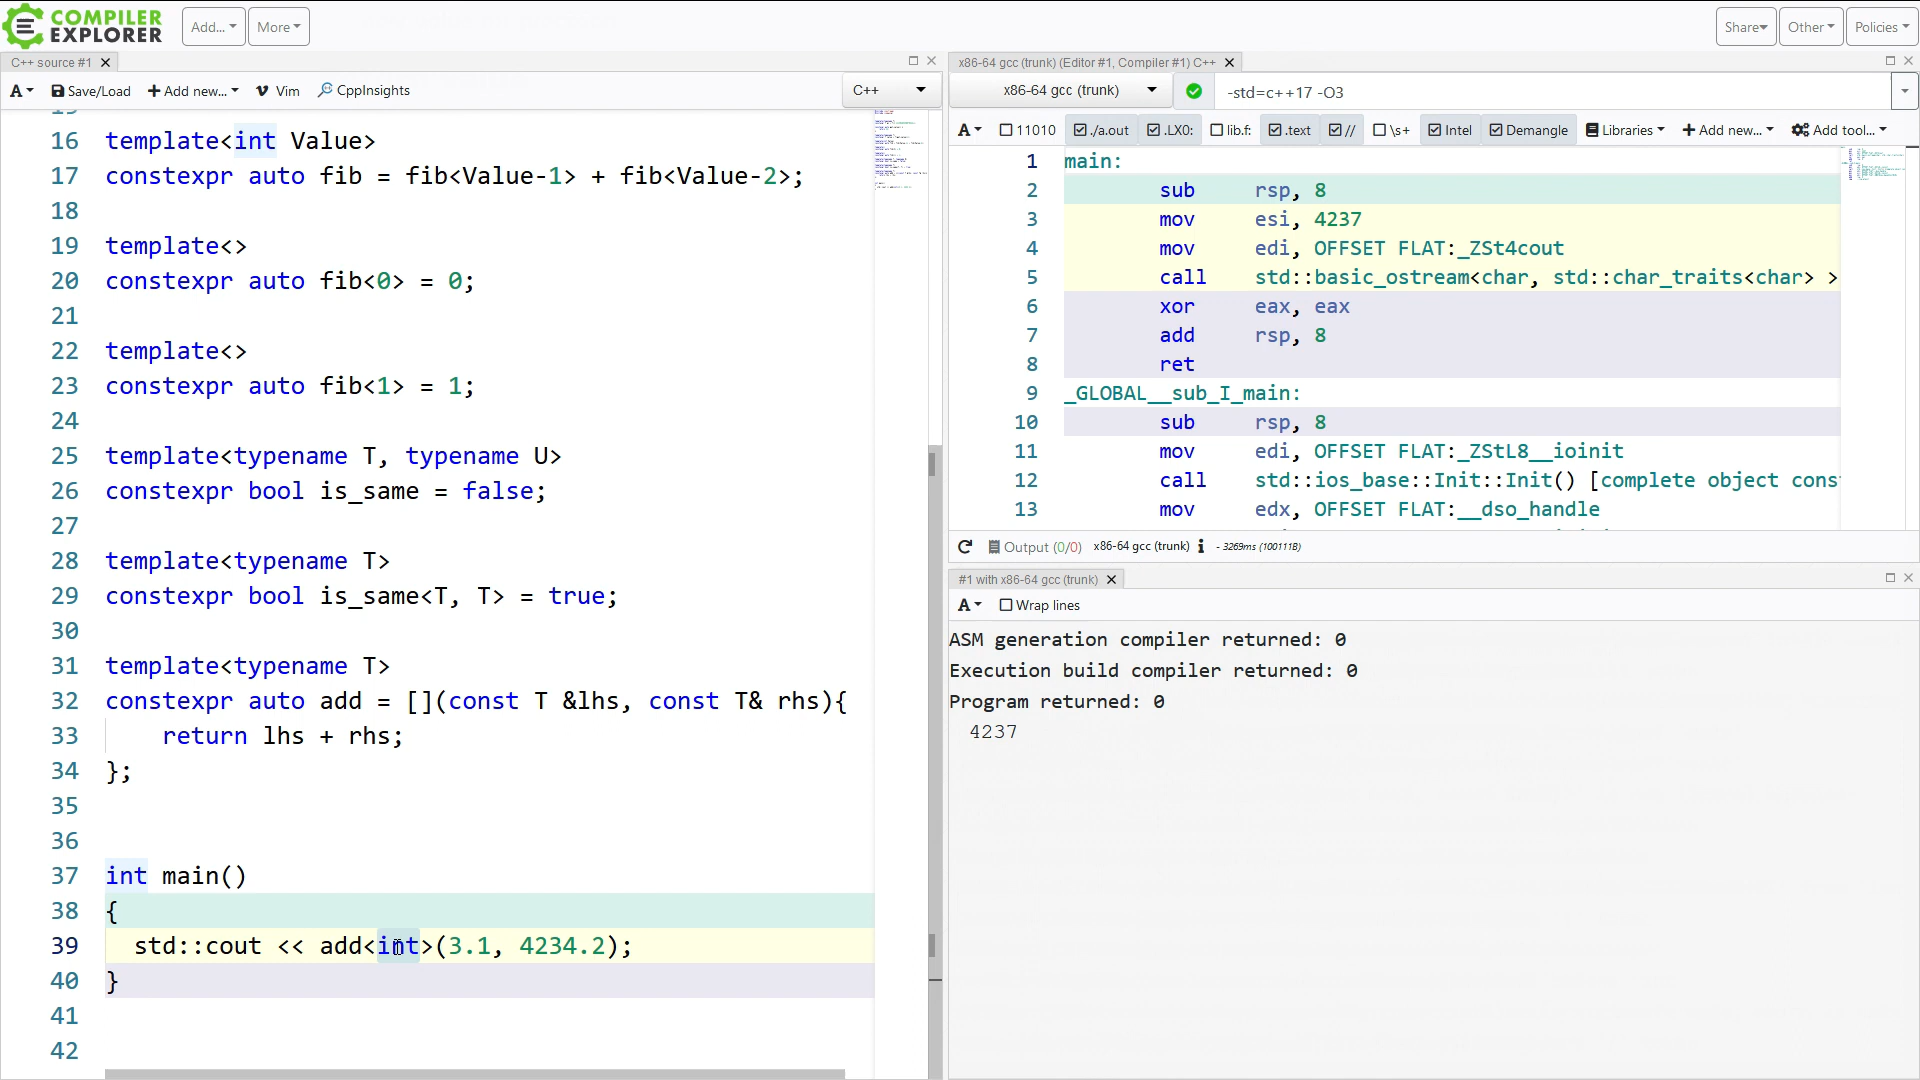 COMPILER EXPLORER Add... More Share Other Policies
C++ source #1
A Save/Load Add new... Vim CppInsights C++
15
16 template<int Value>
17 constexpr auto fib = fib<Value-1> + fib<Value-2>;
18
19 template<>
20 constexpr auto fib<0> = 0;
21
22 template<>
23 constexpr auto fib<1> = 1;
24
25 template<typename T, typename U>
26 constexpr bool is_same = false;
27
28 template<typename T>
29 constexpr bool is_same<T, T> = true;
30
31 template<typename T>
32 constexpr auto add = [](const T &lhs, const T& rhs){
33 return lhs + rhs;
34 };
35
36
37 int main()
38 {
39 std::cout << add<int>(3.1, 4234.2);
40 }
41
42
x86-64 gcc (trunk) (Editor #1, Compiler #1) C++
x86-64 gcc (trunk) -std=c++17 -O3
A 11010 ./a.out .LX0: lib.f: .text // \s+ Intel Demangle Libraries Add new... Add tool...
1 main:
2 sub rsp, 8
3 mov esi, 4237
4 mov edi, OFFSET FLAT:_ZSt4cout
5 call std::basic_ostream<char, std::char_traits<char> >
6 xor eax, eax
7 add rsp, 8
8 ret
9 _GLOBAL__sub_I_main:
10 sub rsp, 8
11 mov edi, OFFSET FLAT:_ZStL8__ioinit
12 call std::ios_base::Init::Init() [complete object cons
13 mov edx, OFFSET FLAT:__dso_handle
Output (0/0) x86-64 gcc (trunk) i - 3269ms (100111B)
#1 with x86-64 gcc (trunk)
A Wrap lines
ASM generation compiler returned: 0
Execution build compiler returned: 0
Program returned: 0
4237